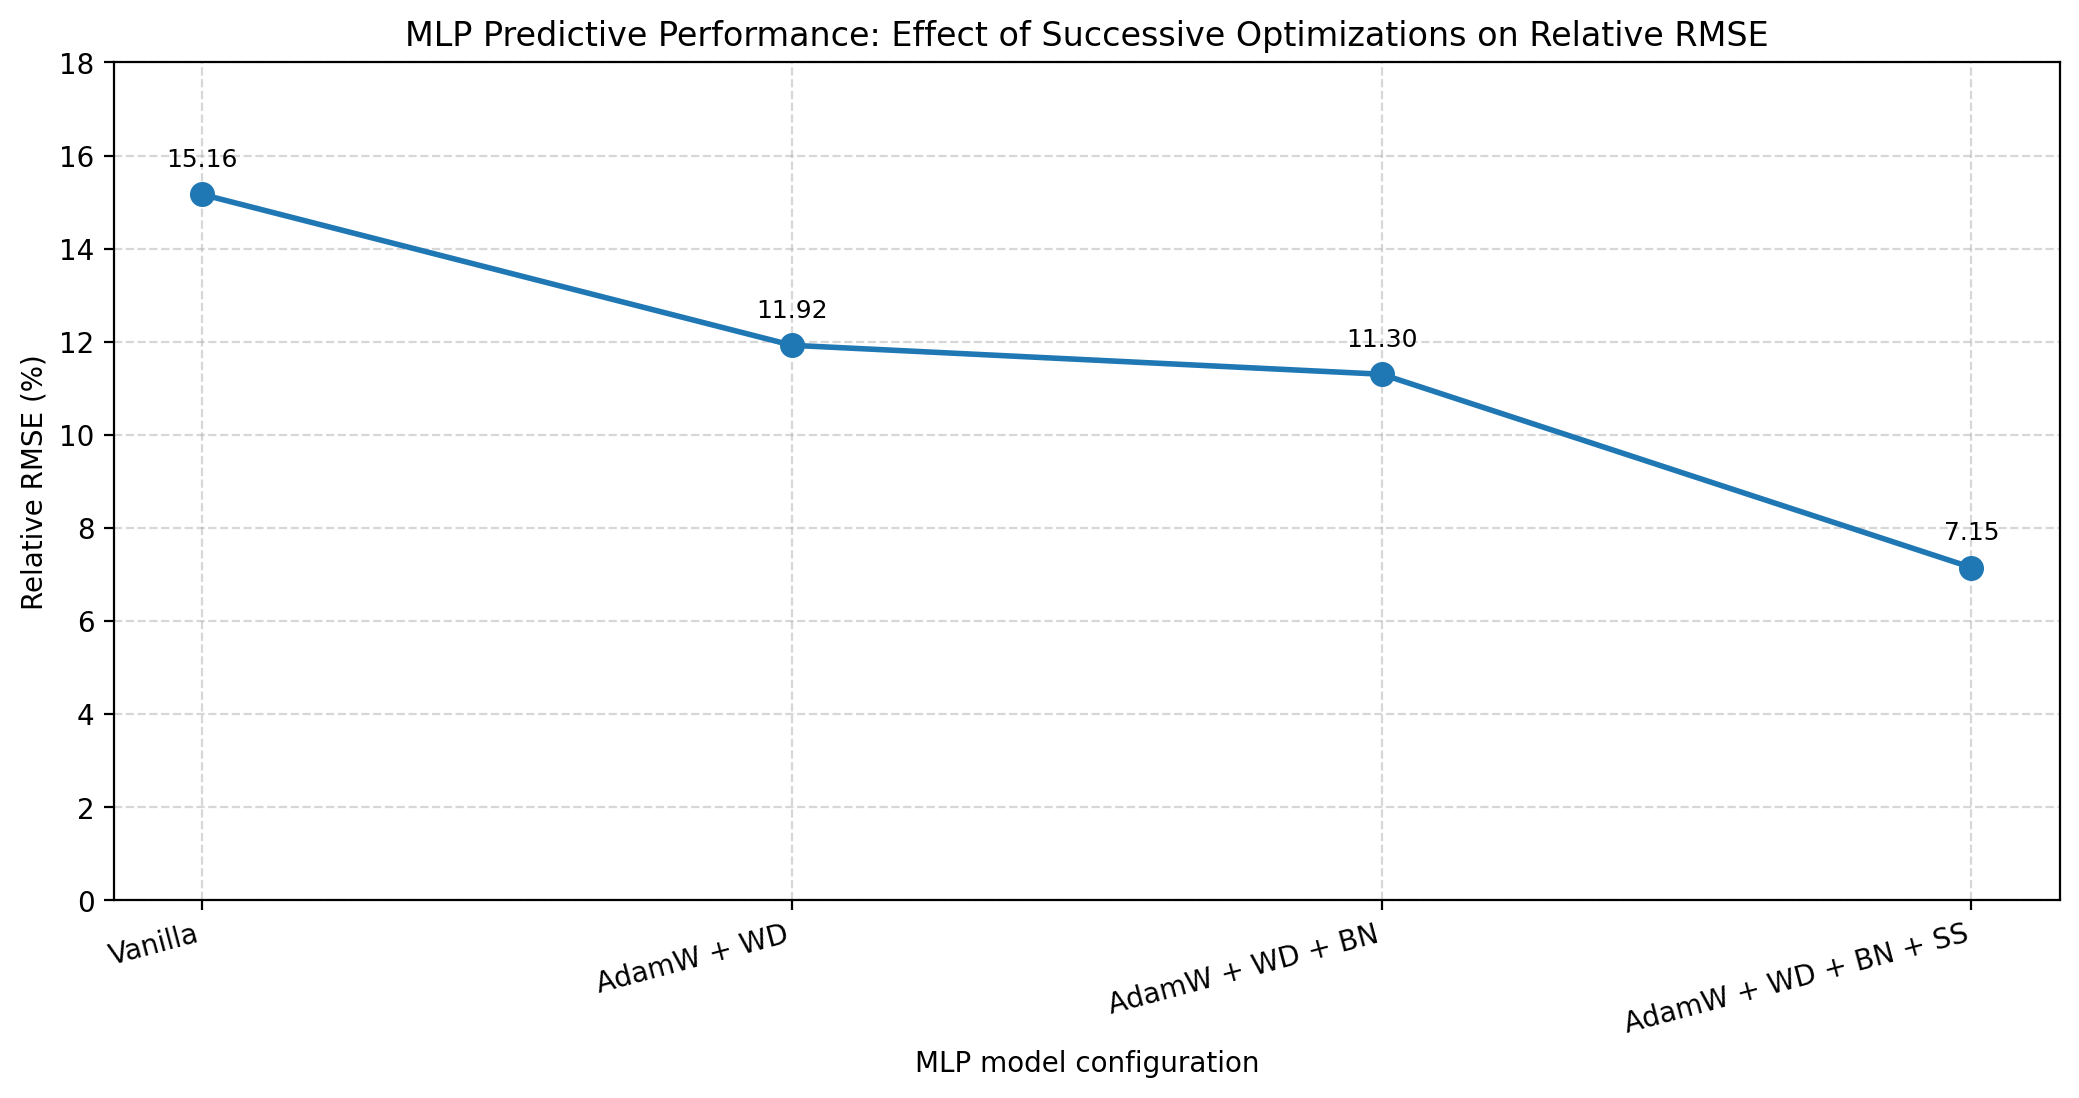 MLP Predictive Performance: Effect of Successive Optimizations on Relative RMSE
Relative RMSE (%)
18
16
14
12
10
8
6
4
2
0
15.16
11.92
11.30
7.15
Vanilla
AdamW + WD
AdamW + WD + BN
AdamW + WD + BN + SS
MLP model configuration